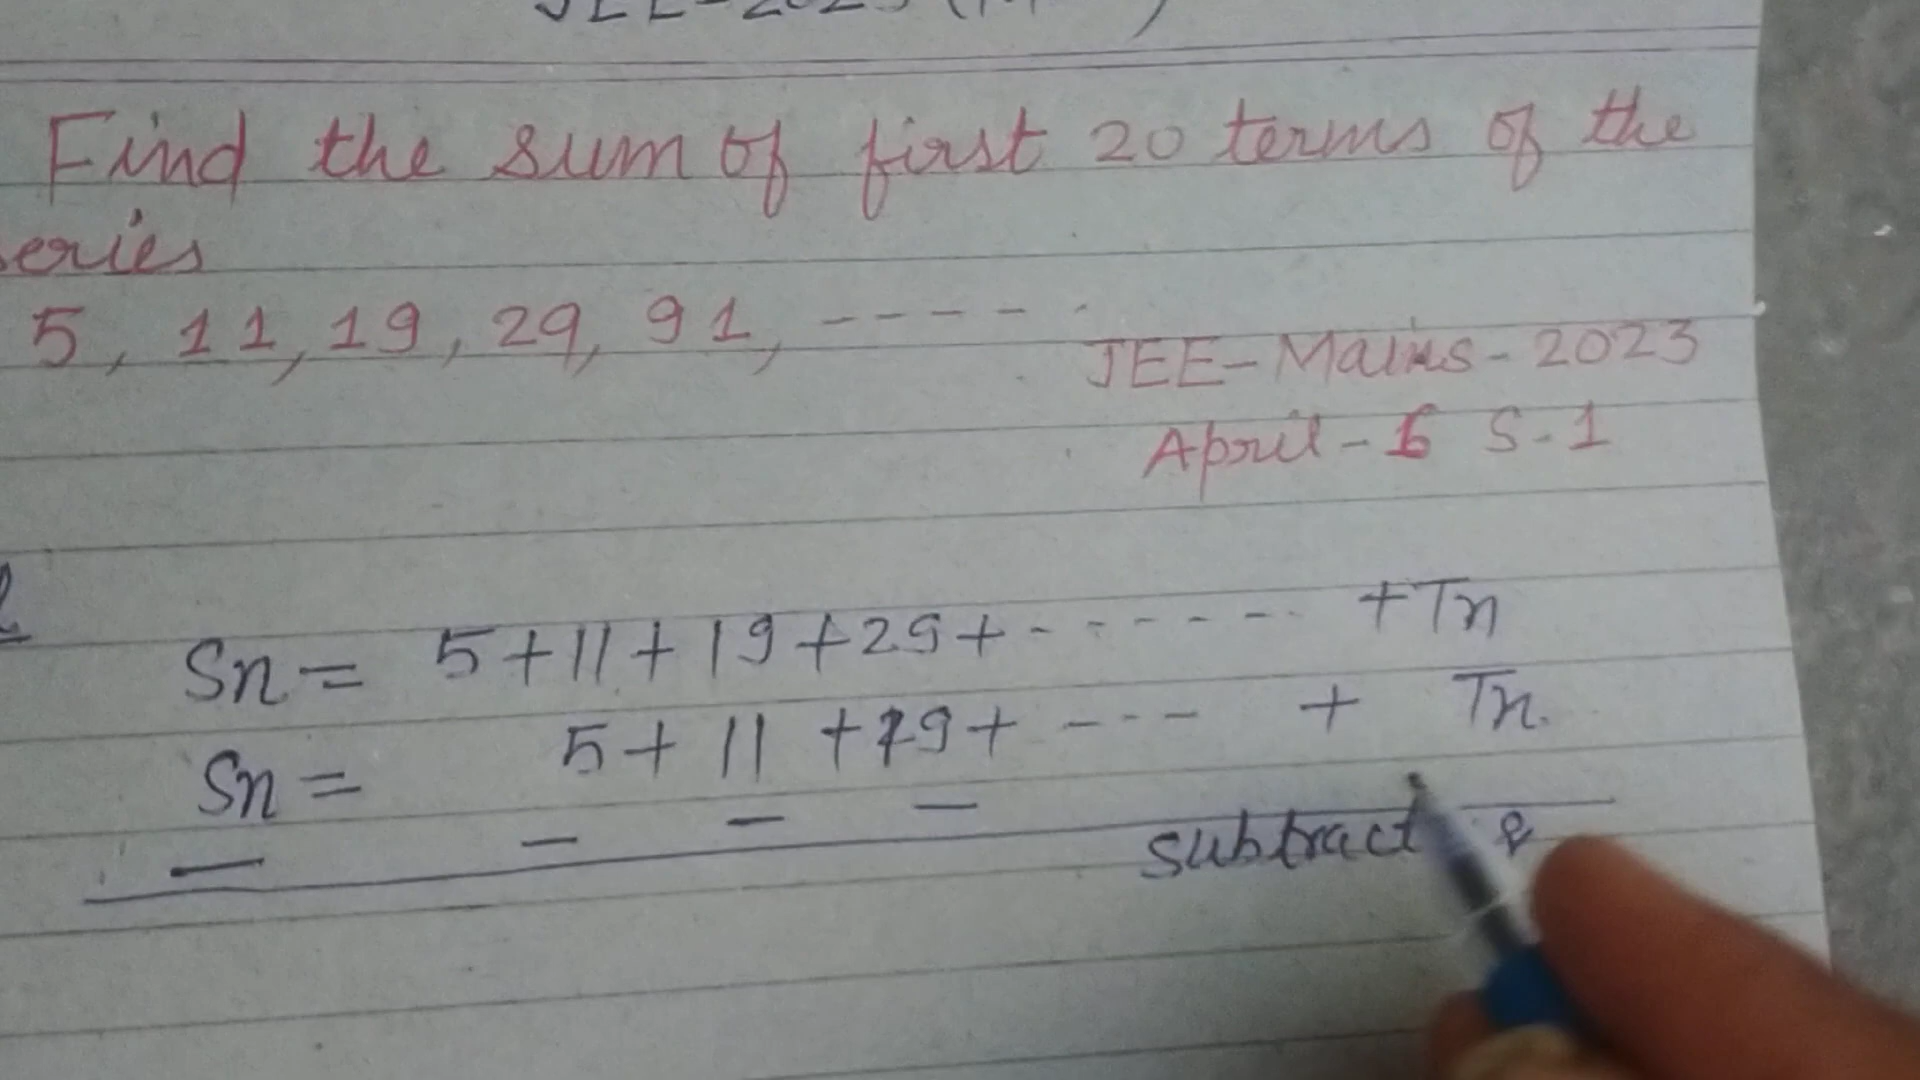 Find the sum of first 20 terms of the
series
5, 11, 19, 29, 91, -----
JEE-Mains-2023
April-6 S-1
Sn = 5+11+19+29+------ +Tn
Sn = 5+11+19+ ---- + Tn.
subtract &